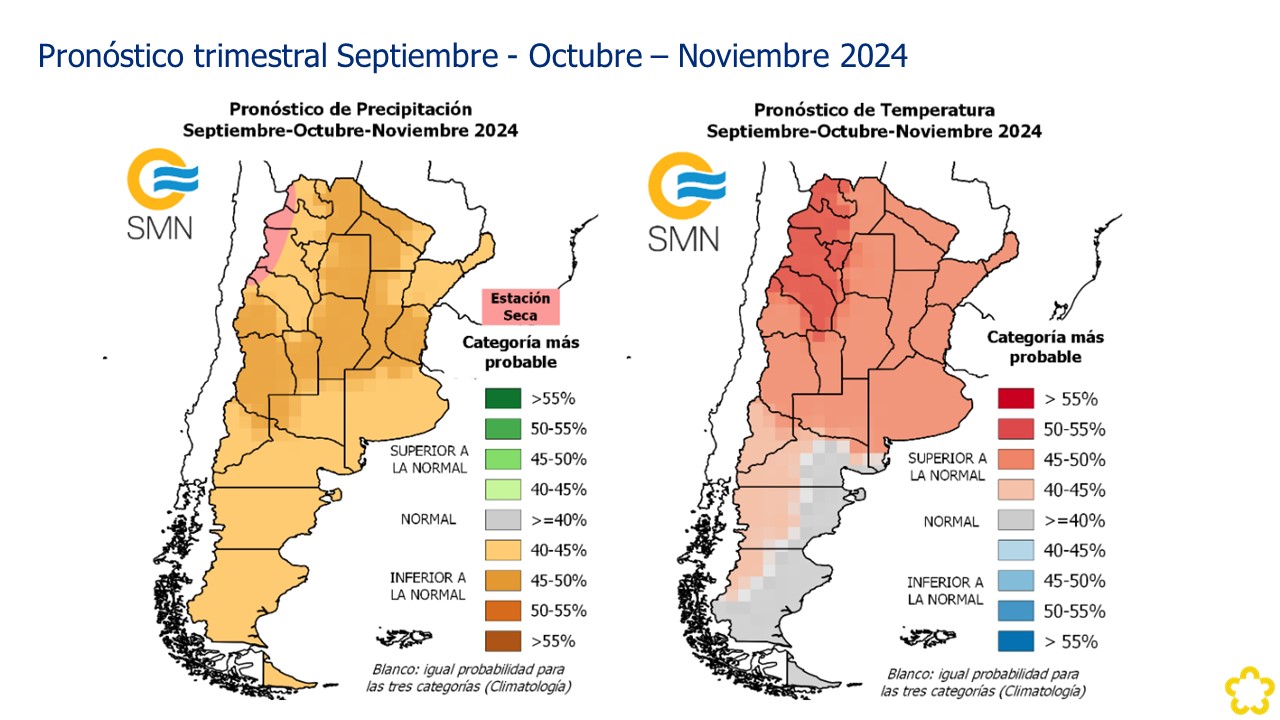 Pronóstico trimestral Septiembre - Octubre – Noviembre 2024
Pronóstico de Precipitación
Septiembre-Octubre-Noviembre 2024
SMN
Estación
Seca
Categoría más
probable
>55%
50-55%
SUPERIOR A
LA NORMAL
45-50%
40-45%
NORMAL
>=40%
40-45%
INFERIOR A
LA NORMAL
45-50%
50-55%
>55%
Blanco: igual probabilidad para
las tres categorías (Climatología)
Pronóstico de Temperatura
Septiembre-Octubre-Noviembre 2024
SMN
Categoría más
probable
> 55%
50-55%
SUPERIOR A
LA NORMAL
45-50%
40-45%
NORMAL
>=40%
40-45%
INFERIOR A
LA NORMAL
45-50%
50-55%
> 55%
Blanco: igual probabilidad para
las tres categorías (Climatología)